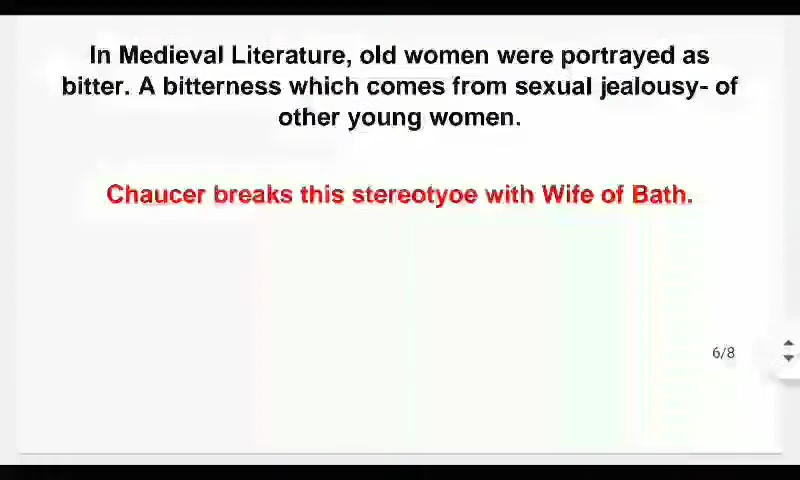 In Medieval Literature, old women were portrayed as
bitter. A bitterness which comes from sexual jealousy- of
other young women.
Chaucer breaks this stereotyoe with Wife of Bath.
6/8